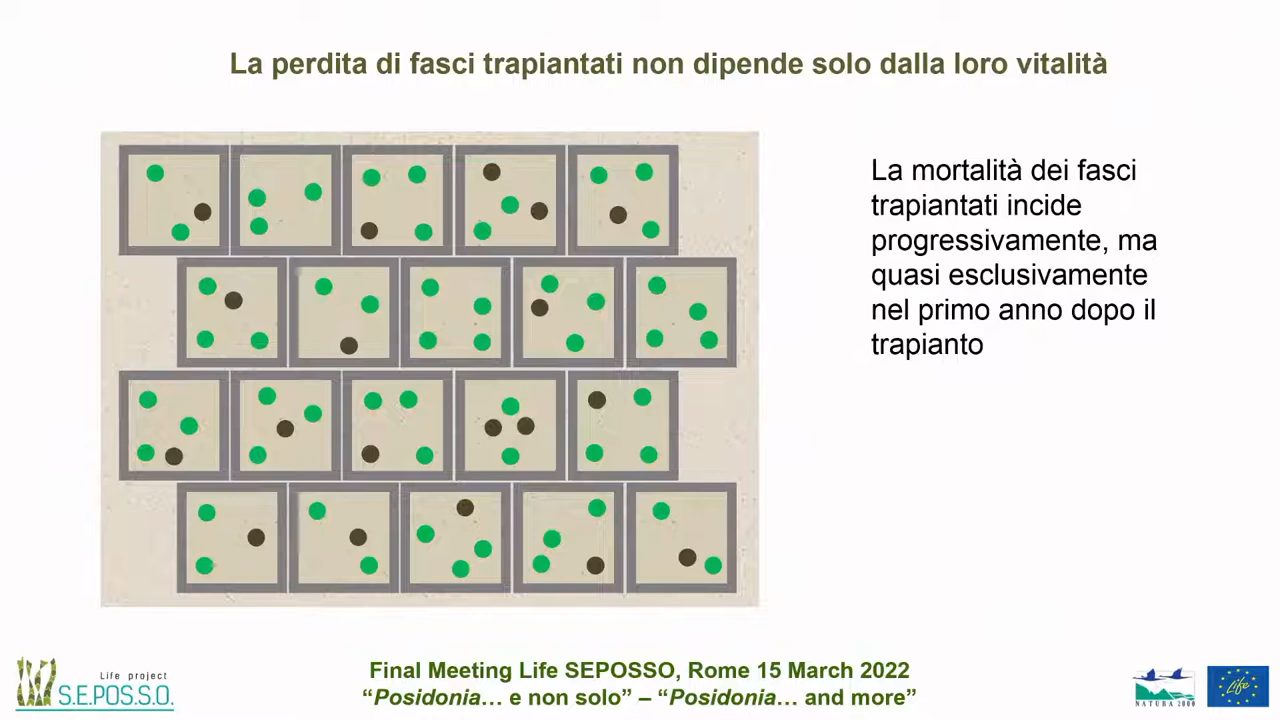 La perdita di fasci trapiantati non dipende solo dalla loro vitalità
La mortalità dei fasci
trapiantati incide
progressivamente, ma
quasi esclusivamente
nel primo anno dopo il
trapianto
Final Meeting Life SEPOSSO, Rome 15 March 2022
“Posidonia… e non solo” – “Posidonia… and more”
Life project
S.E.POS.S.O.
NATURA 2000
Life